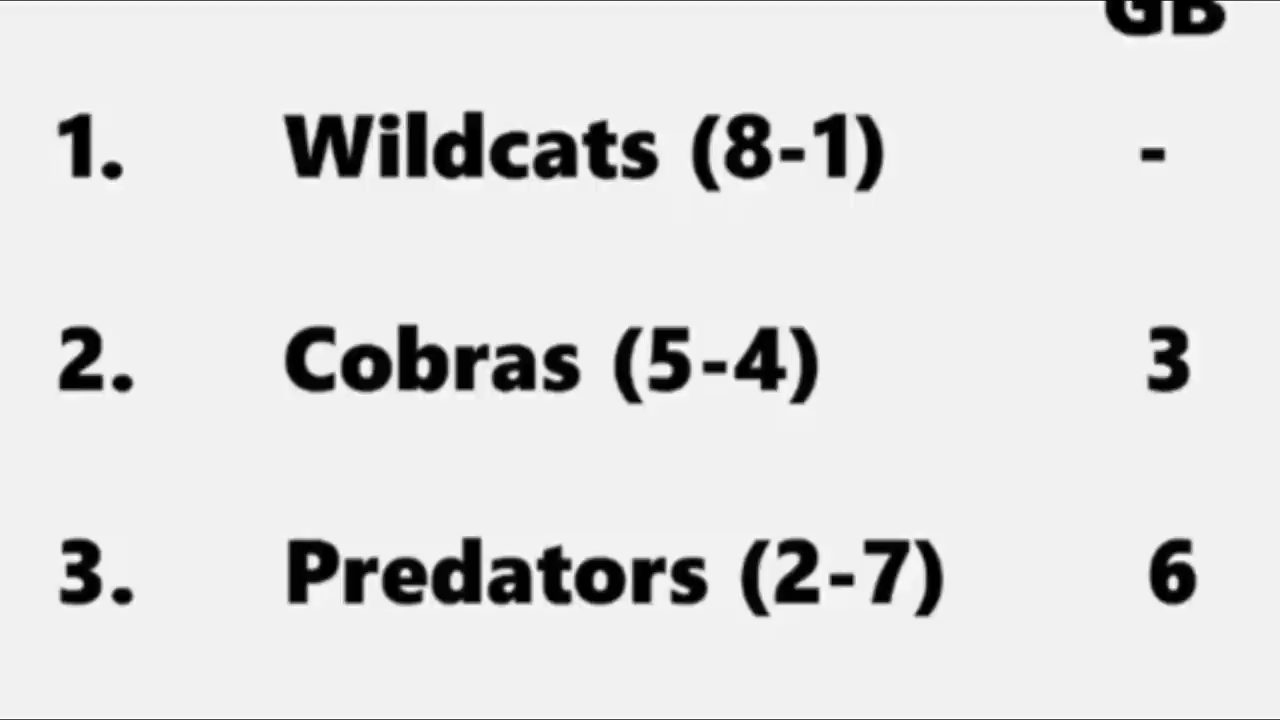 GB
1. Wildcats (8-1) -
2. Cobras (5-4) 3
3. Predators (2-7) 6